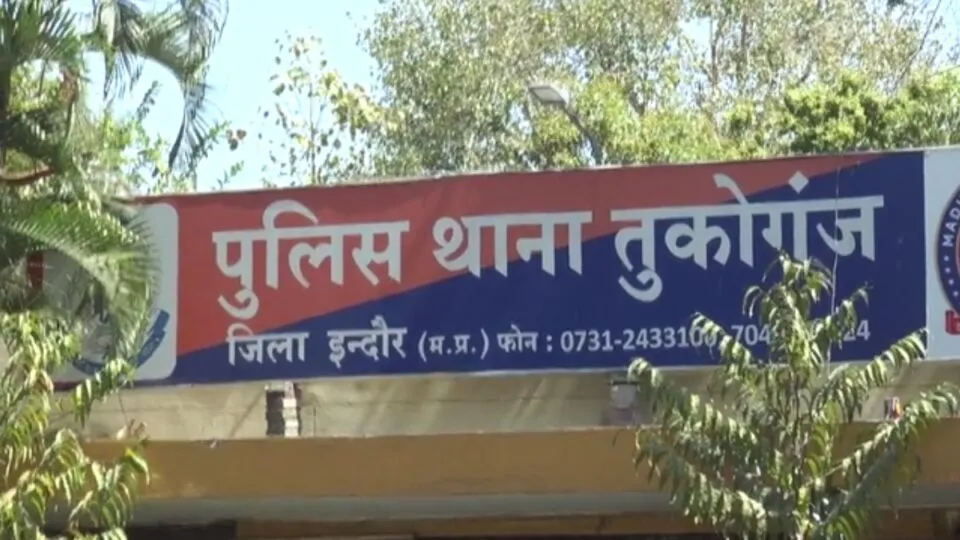 पुलिस थाना तुकोगंज
जिला इन्दौर (म.प्र.) फोन : 0731-2433100